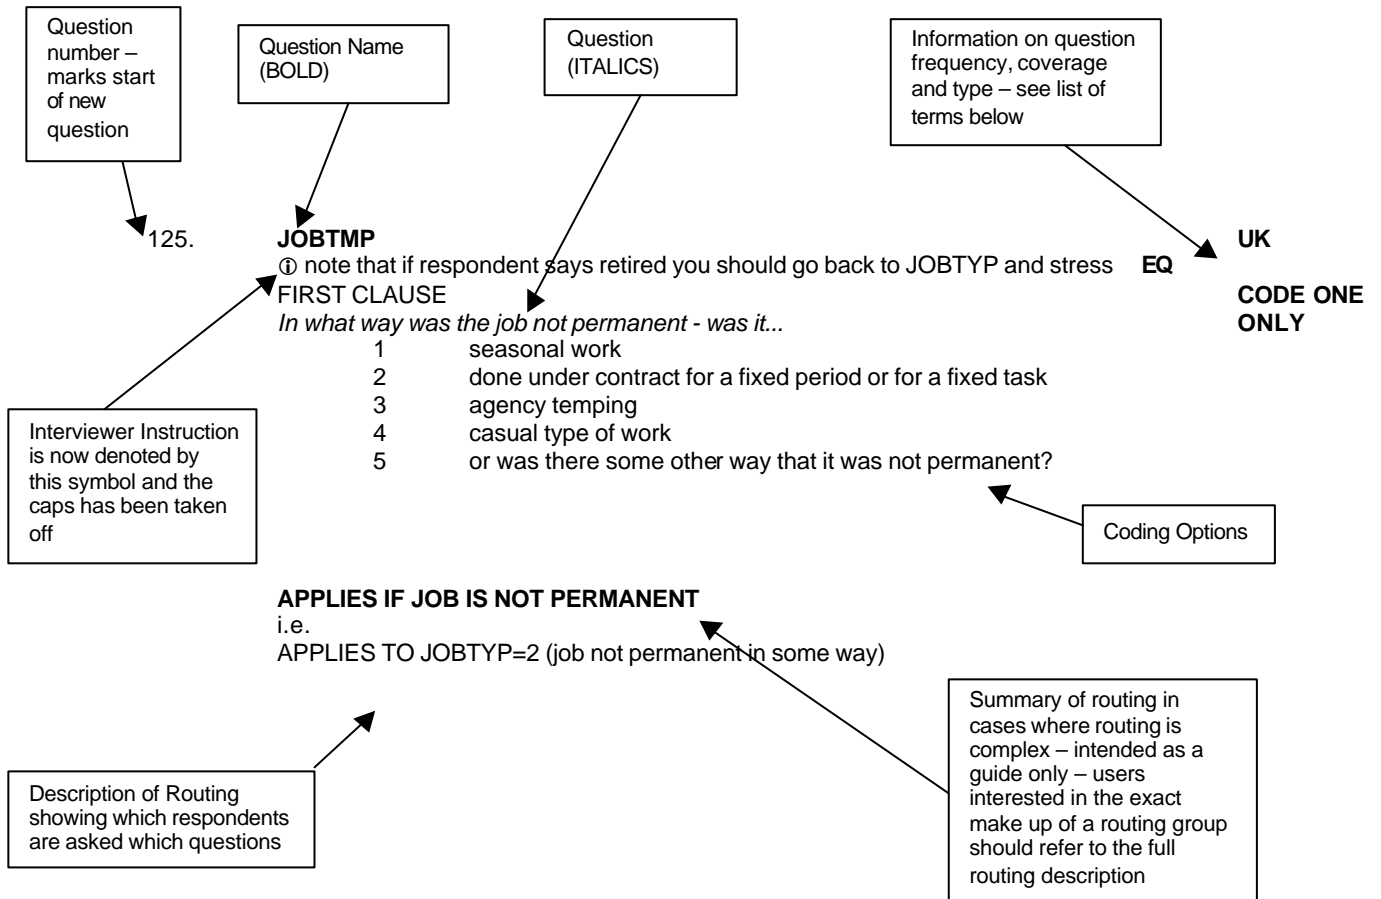 Question
number –
marks start
of new
question
Question Name
(BOLD)
Question
(ITALICS)
Information on question
frequency, coverage
and type – see list of
terms below
125. JOBTMP UK
ⓘ note that if respondent says retired you should go back to JOBTYP and stress EQ
FIRST CLAUSE CODE ONE
In what way was the job not permanent - was it... ONLY
1 seasonal work
2 done under contract for a fixed period or for a fixed task
3 agency temping
4 casual type of work
5 or was there some other way that it was not permanent?
Interviewer Instruction
is now denoted by
this symbol and the
caps has been taken
off
Coding Options
APPLIES IF JOB IS NOT PERMANENT
i.e.
APPLIES TO JOBTYP=2 (job not permanent in some way)
Description of Routing
showing which respondents
are asked which questions
Summary of routing in
cases where routing is
complex – intended as a
guide only – users
interested in the exact
make up of a routing group
should refer to the full
routing description